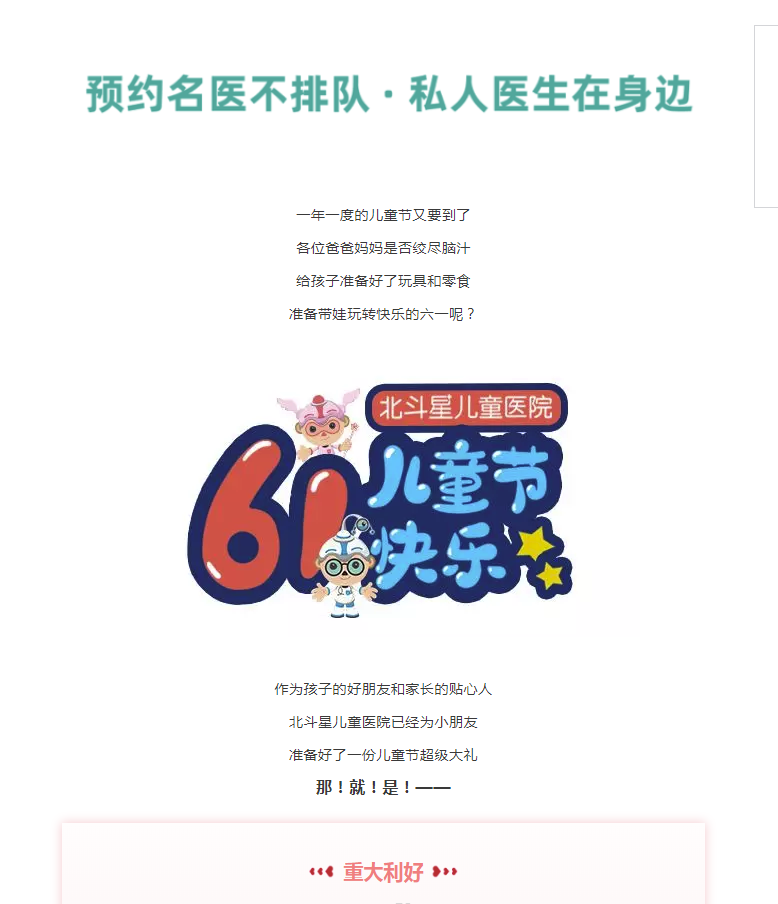 预约名医不排队·私人医生在身边
一年一度的儿童节又要到了
各位爸爸妈妈是否绞尽脑汁
给孩子准备好了玩具和零食
准备带娃玩转快乐的六一呢？
北斗星儿童医院
61
儿童节
快乐
作为孩子的好朋友和家长的贴心人
北斗星儿童医院已经为小朋友
准备好了一份儿童节超级大礼
那！就！是！——
重大利好